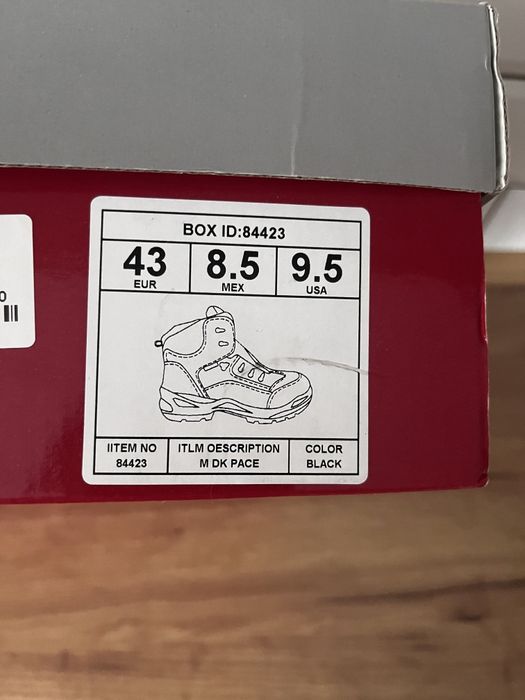 BOX ID:84423
43 8.5 9.5
EUR MEX USA
IITEM NO ITLM OESCRIPTION COLOR
84423 M DK PACE BLACK
0